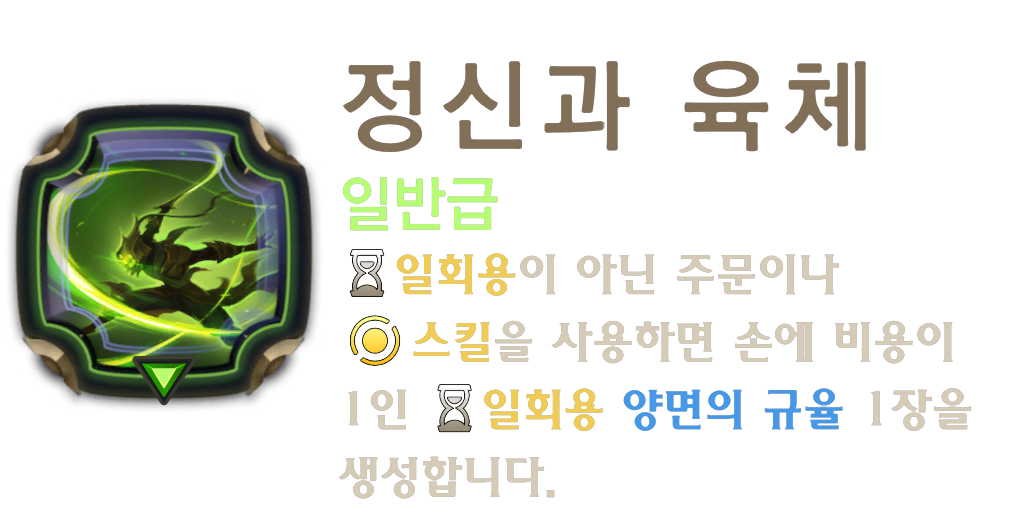 정신과 육체
일반급
일회용이 아닌 주문이나
스킬을 사용하면 손에 비용이
1인 일회용 양면의 규율 1장을
생성합니다.